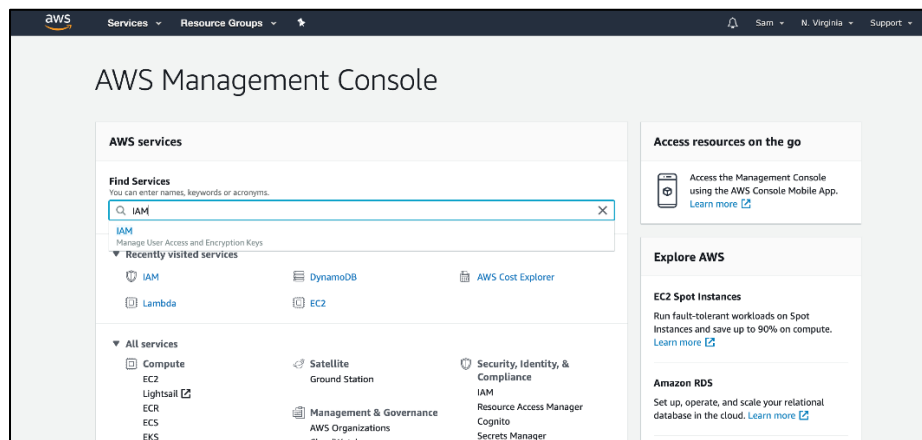 aws
Services
Resource Groups
Sam
N. Virginia
Support
AWS Management Console
AWS services
Find Services
You can enter names, keywords or acronyms.
IAM
IAM
Manage User Access and Encryption Keys
Recently visited services
IAM
DynamoDB
AWS Cost Explorer
Lambda
EC2
All services
Compute
EC2
Lightsail
ECR
ECS
EKS
Satellite
Ground Station
Management & Governance
AWS Organizations
Security, Identity, &
Compliance
IAM
Resource Access Manager
Cognito
Secrets Manager
Access resources on the go
Access the Management Console
using the AWS Console Mobile App.
Learn more
Explore AWS
EC2 Spot Instances
Run fault-tolerant workloads on Spot
Instances and save up to 90% on compute.
Learn more
Amazon RDS
Set up, operate, and scale your relational
database in the cloud. Learn more